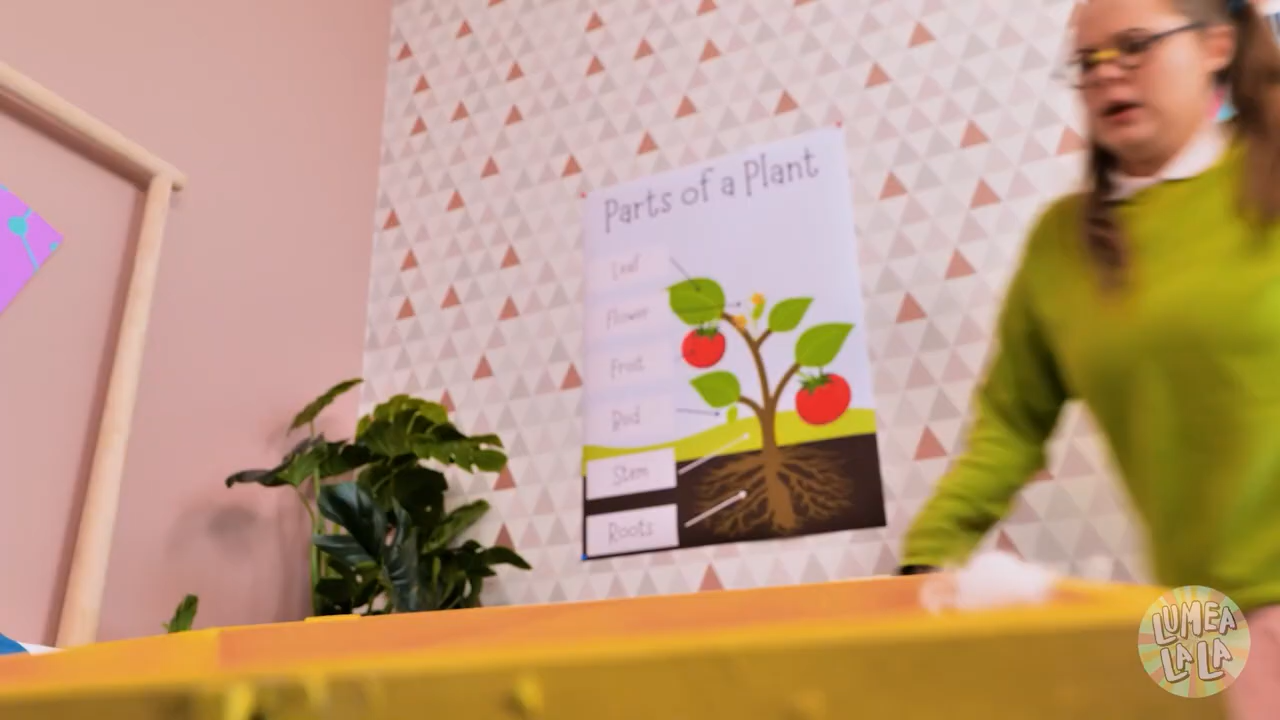 Parts of a Plant
Leaf
Flower
Fruit
Bud
Stem
Roots
LUMEA
LA LA